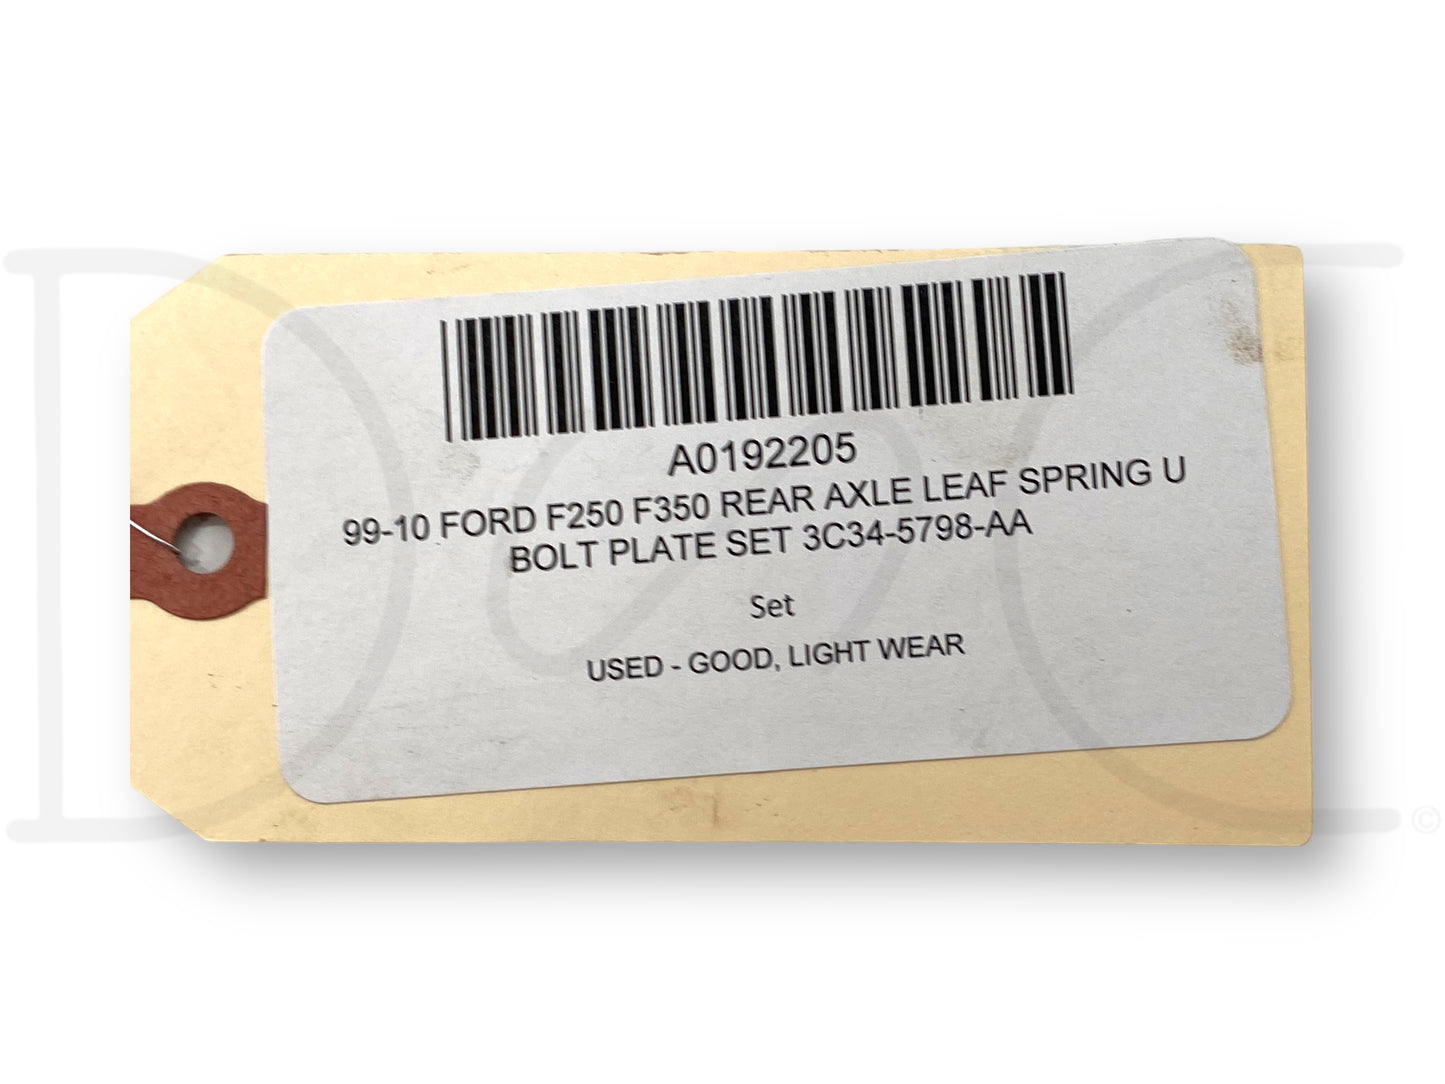 A0192205
99-10 FORD F250 F350 REAR AXLE LEAF SPRING U
BOLT PLATE SET 3C34-5798-AA
Set
USED - GOOD, LIGHT WEAR
©